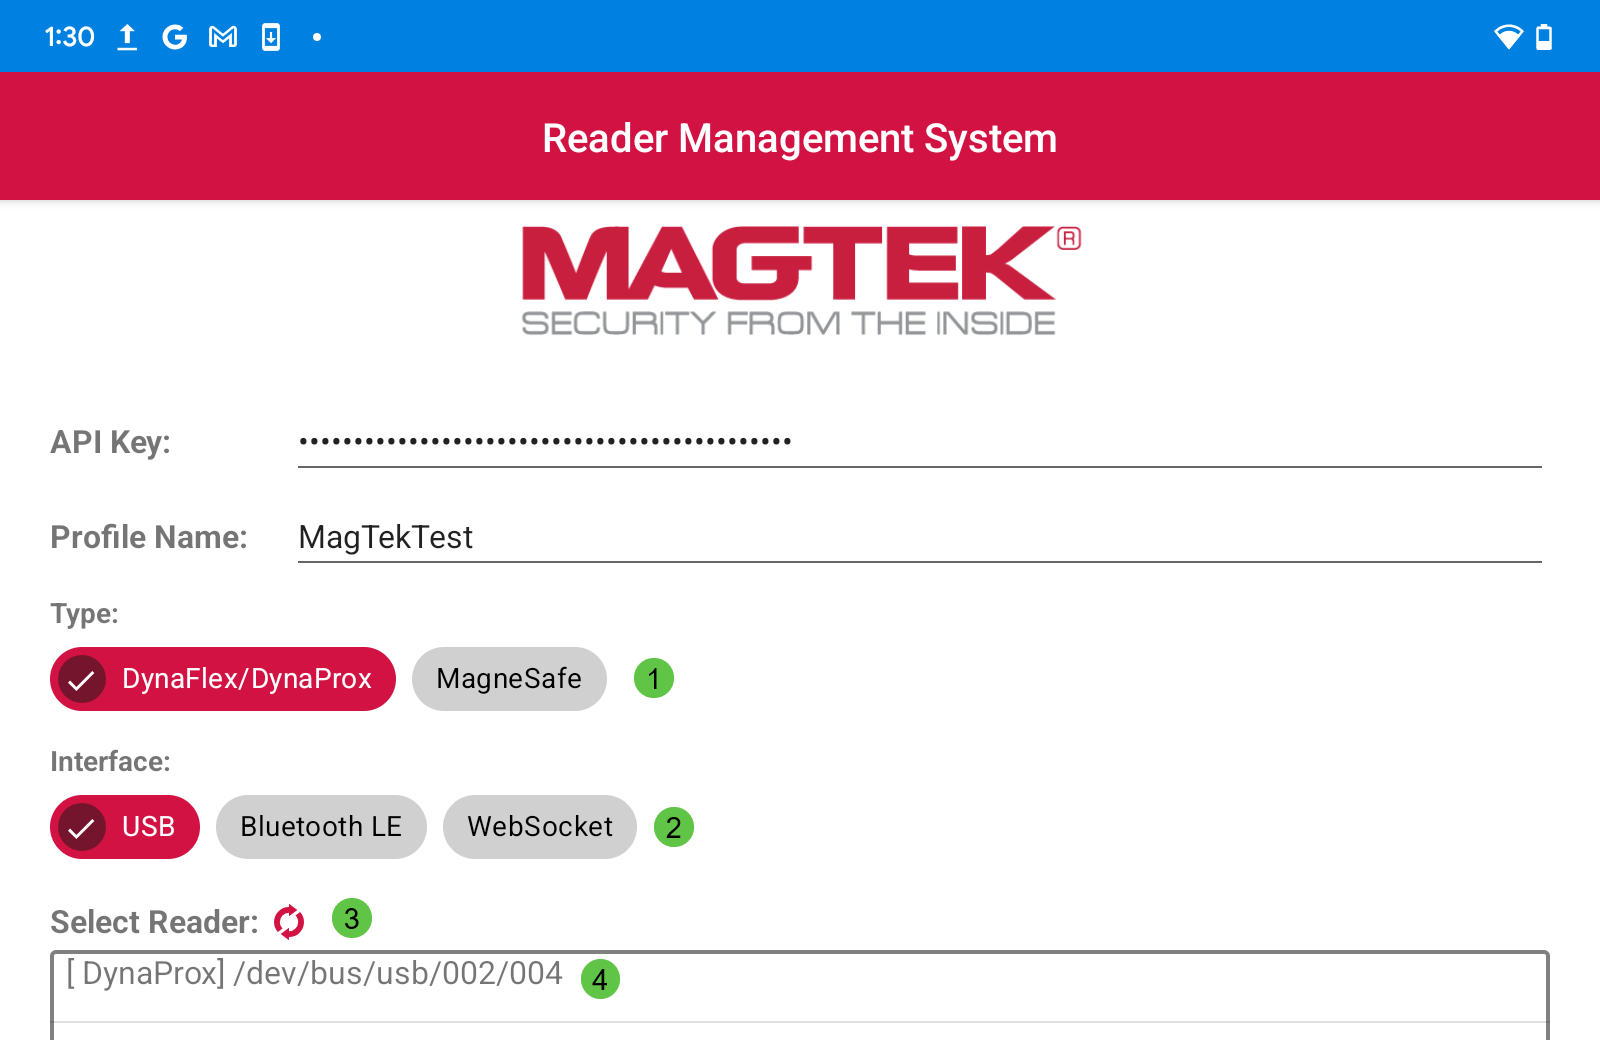 1:30
Reader Management System
MAGTEK®
SECURITY FROM THE INSIDE
API Key: •••••••••••••••••••••••••••••••••••••••••••••
Profile Name: MagTekTest
Type:
DynaFlex/DynaProx MagneSafe 1
Interface:
USB Bluetooth LE WebSocket 2
Select Reader: 3
[ DynaProx] /dev/bus/usb/002/004 4